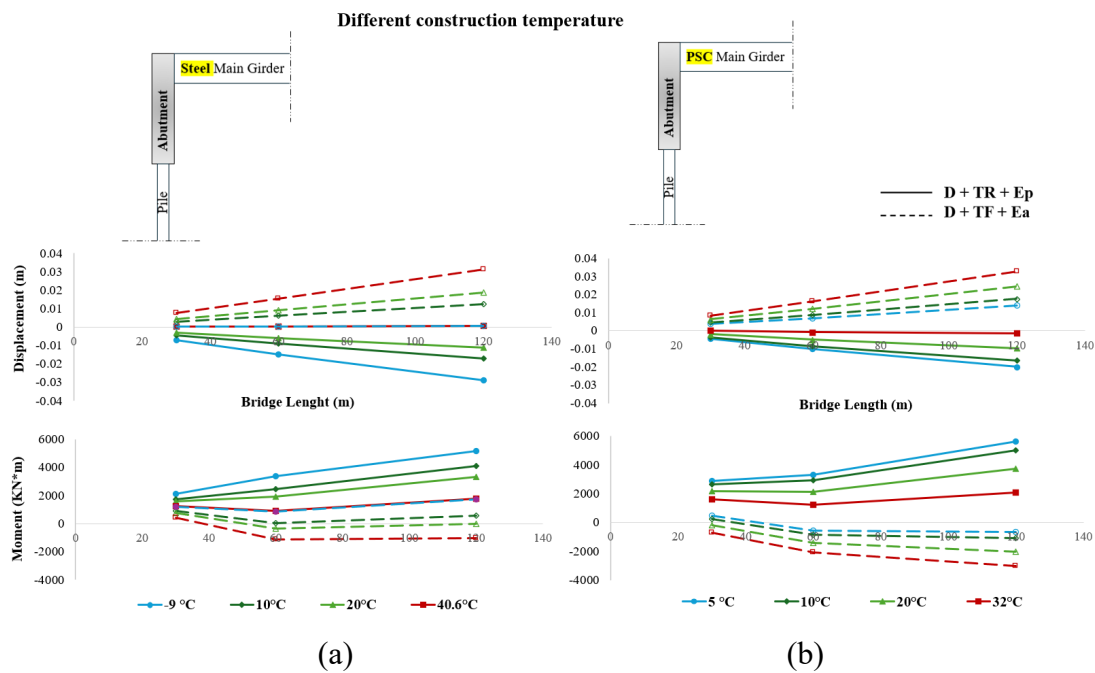 Different construction temperature
Steel Main Girder
Abutment
Pile
PSC Main Girder
Abutment
Pile
D + TR + Ep
D + TF + Ea
Displacement (m)
0.04
0.03
0.02
0.01
0
-0.01
-0.02
-0.03
-0.04
0 20 40 60 80 100 120 140
Bridge Lenght (m)
Displacement (m)
0.04
0.03
0.02
0.01
0
-0.01
-0.02
-0.03
-0.04
0 20 40 60 80 100 120 140
Bridge Length (m)
Moment (KN*m)
6000
4000
2000
0
-2000
-4000
0 20 40 60 80 100 120 140
-9 °C 10°C 20°C 40.6°C
Moment (KN*m)
6000
4000
2000
0
-2000
-4000
0 20 40 60 80 100 120 140
5 °C 10°C 20°C 32°C
(a) (b)